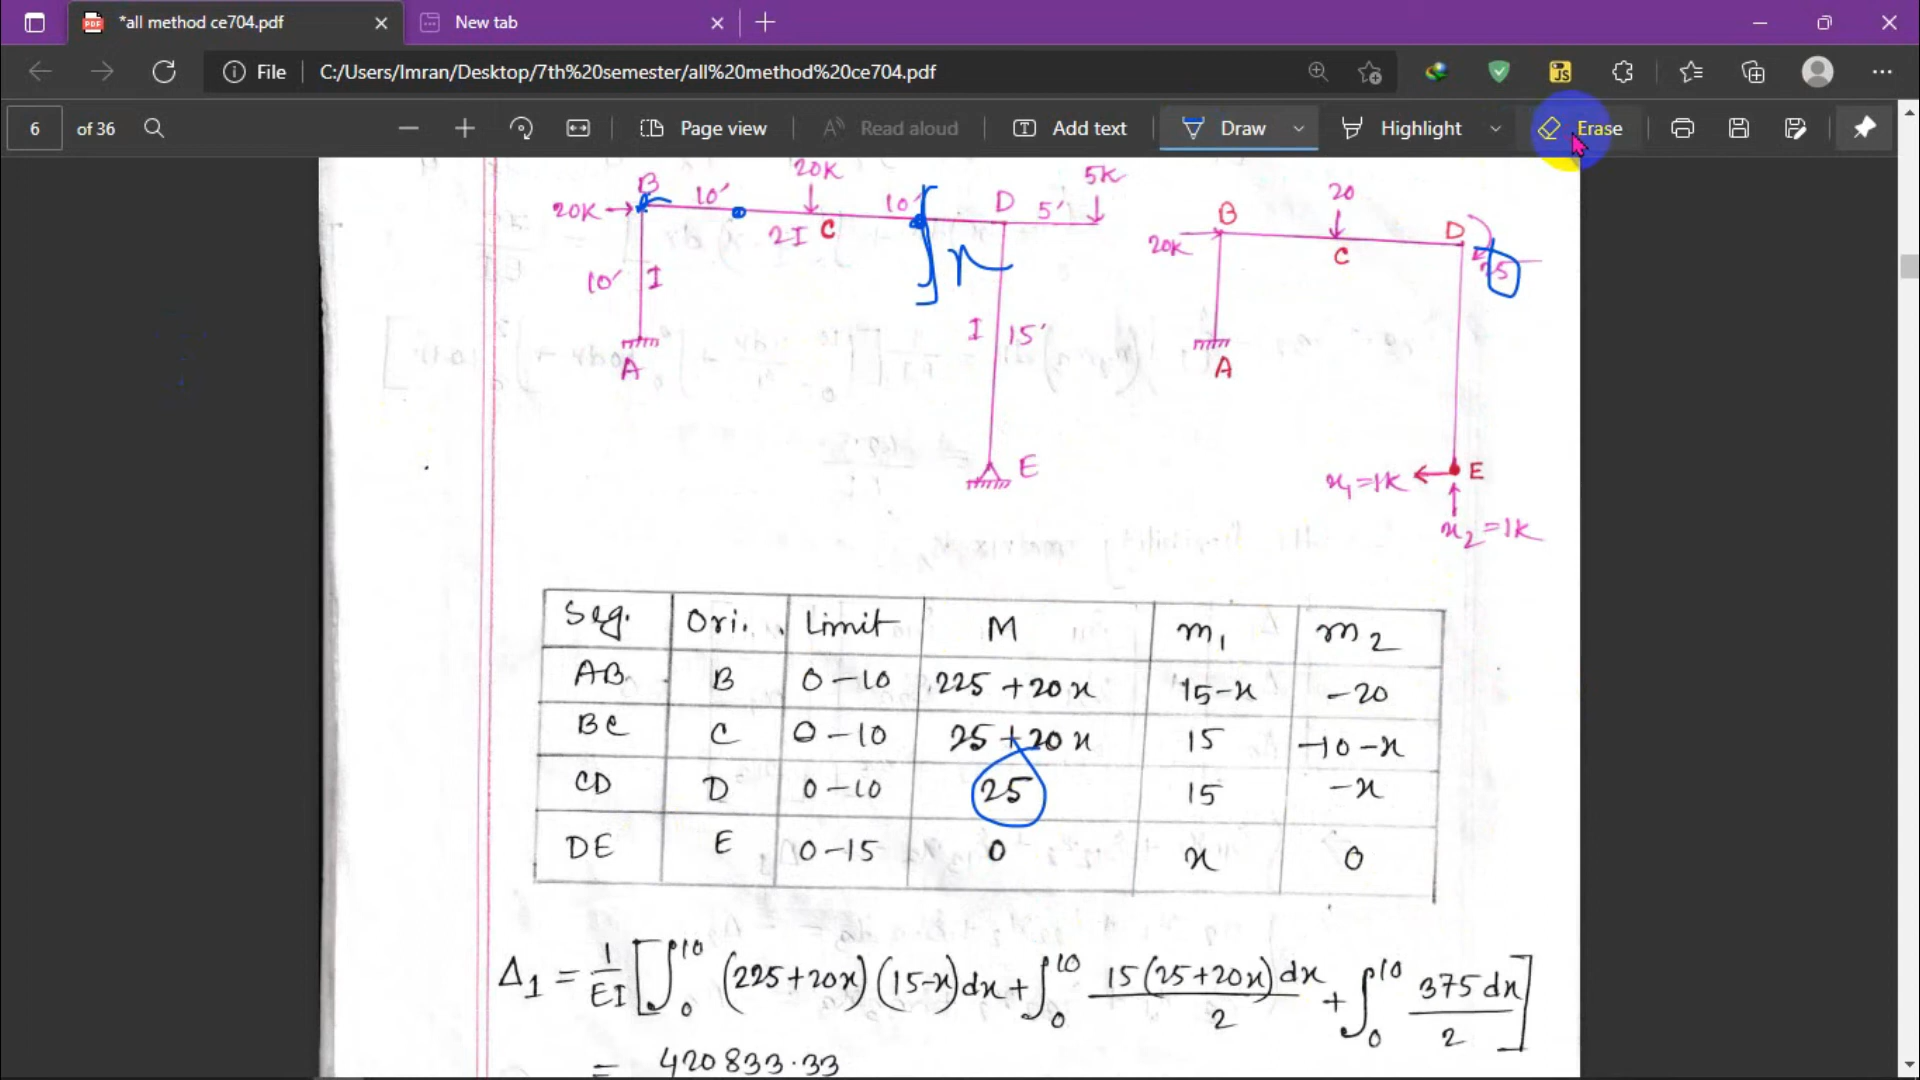 *all method ce704.pdf
New tab
File
C:/Users/Imran/Desktop/7th%20semester/all%20method%20ce704.pdf
6 of 36
Page view
Read aloud
Add text
Draw
Highlight
Erase
B 10' 20K 10' D 5' 5K
20K 2I C
10' I
A
I 15'
E
20
B D
20K C 25
A
x1=1K E
x2=1K
Seg. Ori. Limit M m1 m2
AB B 0-10 225+20x 15-x -20
BC C 0-10 25+20x 15 -10-x
CD D 0-10 25 15 -x
DE E 0-15 0 x 0
Δ1 = 1/EI [∫0^10 (225+20x)(15-x)dx + ∫0^10 15(25+20x)dx/2 + ∫0^10 375dx/2]
= 420833.33